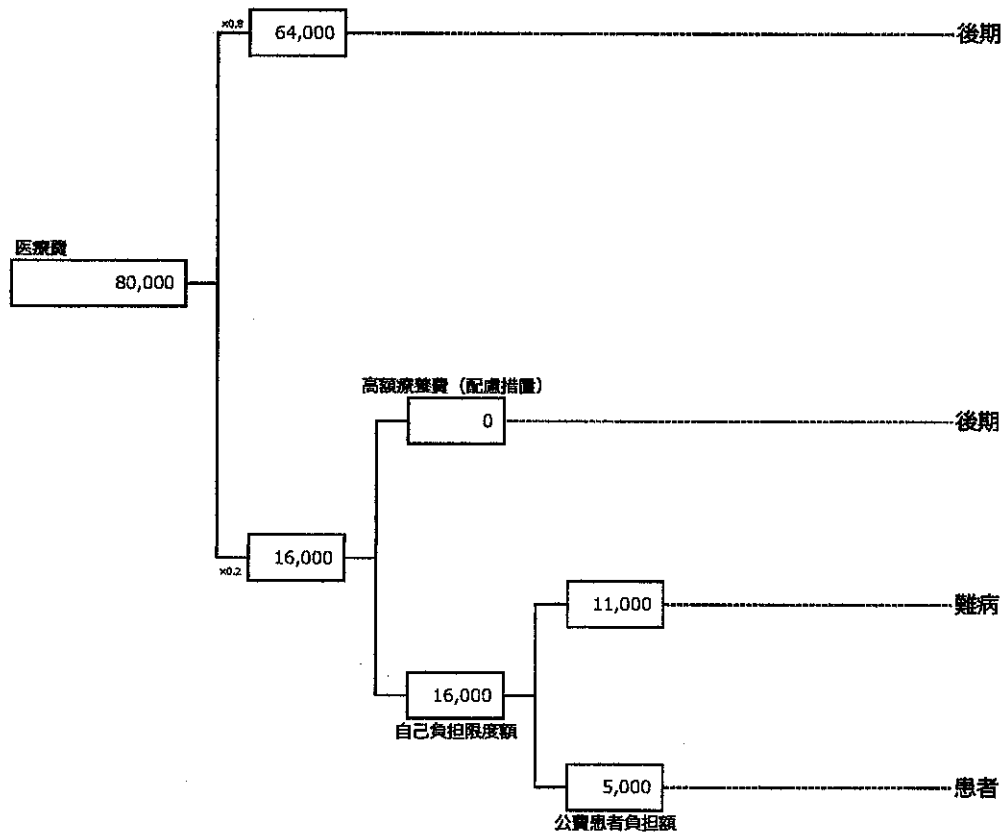 ×0.8
64,000
後期
医療費
80,000
高額療養費（配慮措置）
0
後期
×0.2
16,000
11,000
難病
16,000
自己負担限度額
5,000
患者
公費患者負担額